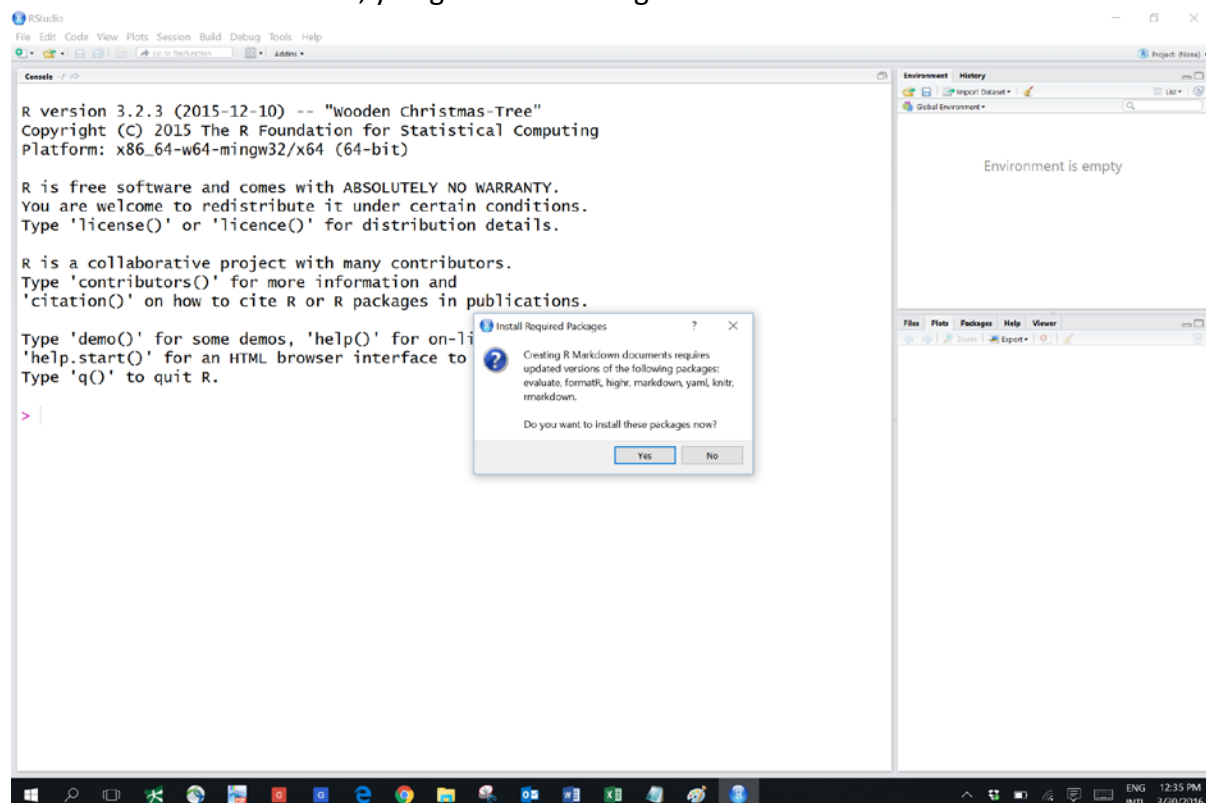 RStudio
File Edit Code View Plots Session Build Debug Tools Help
Go to file/function Addins
Project: (None)
Console ~/
R version 3.2.3 (2015-12-10) -- "Wooden Christmas-Tree"
Copyright (C) 2015 The R Foundation for Statistical Computing
Platform: x86_64-w64-mingw32/x64 (64-bit)
R is free software and comes with ABSOLUTELY NO WARRANTY.
You are welcome to redistribute it under certain conditions.
Type 'license()' or 'licence()' for distribution details.
R is a collaborative project with many contributors.
Type 'contributors()' for more information and
'citation()' on how to cite R or R packages in publications.
Type 'demo()' for some demos, 'help()' for on-li
'help.start()' for an HTML browser interface to
Type 'q()' to quit R.
>
Install Required Packages ?
Creating R Markdown documents requires
updated versions of the following packages:
evaluate, formatR, highr, markdown, yaml, knitr,
rmarkdown.
Do you want to install these packages now?
Yes No
Environment History
Import Dataset List
Global Environment
Environment is empty
Files Plots Packages Help Viewer
Zoom Export
ENG 12:35 PM
INTL 2/20/2016